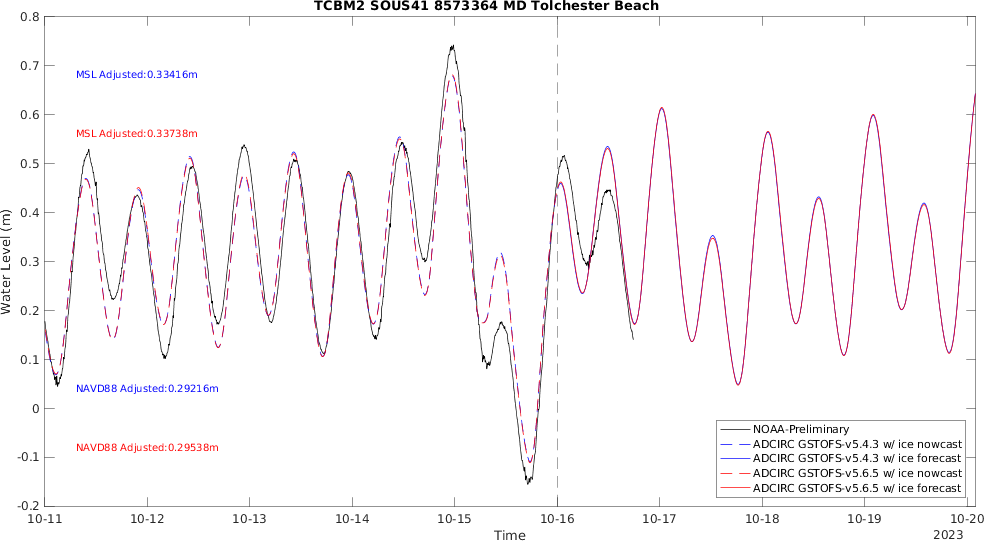 TCBM2 SOUS41 8573364 MD Tolchester Beach
0.8
0.7
0.6
0.5
0.4
0.3
0.2
0.1
0
-0.1
-0.2
Water Level (m)
MSL Adjusted:0.33416m
MSL Adjusted:0.33738m
NAVD88 Adjusted:0.29216m
NAVD88 Adjusted:0.29538m
NOAA-Preliminary
ADCIRC GSTOFS-v5.4.3 w/ ice nowcast
ADCIRC GSTOFS-v5.4.3 w/ ice forecast
ADCIRC GSTOFS-v5.6.5 w/ ice nowcast
ADCIRC GSTOFS-v5.6.5 w/ ice forecast
10-11 10-12 10-13 10-14 10-15 10-16 10-17 10-18 10-19 10-20
Time
2023